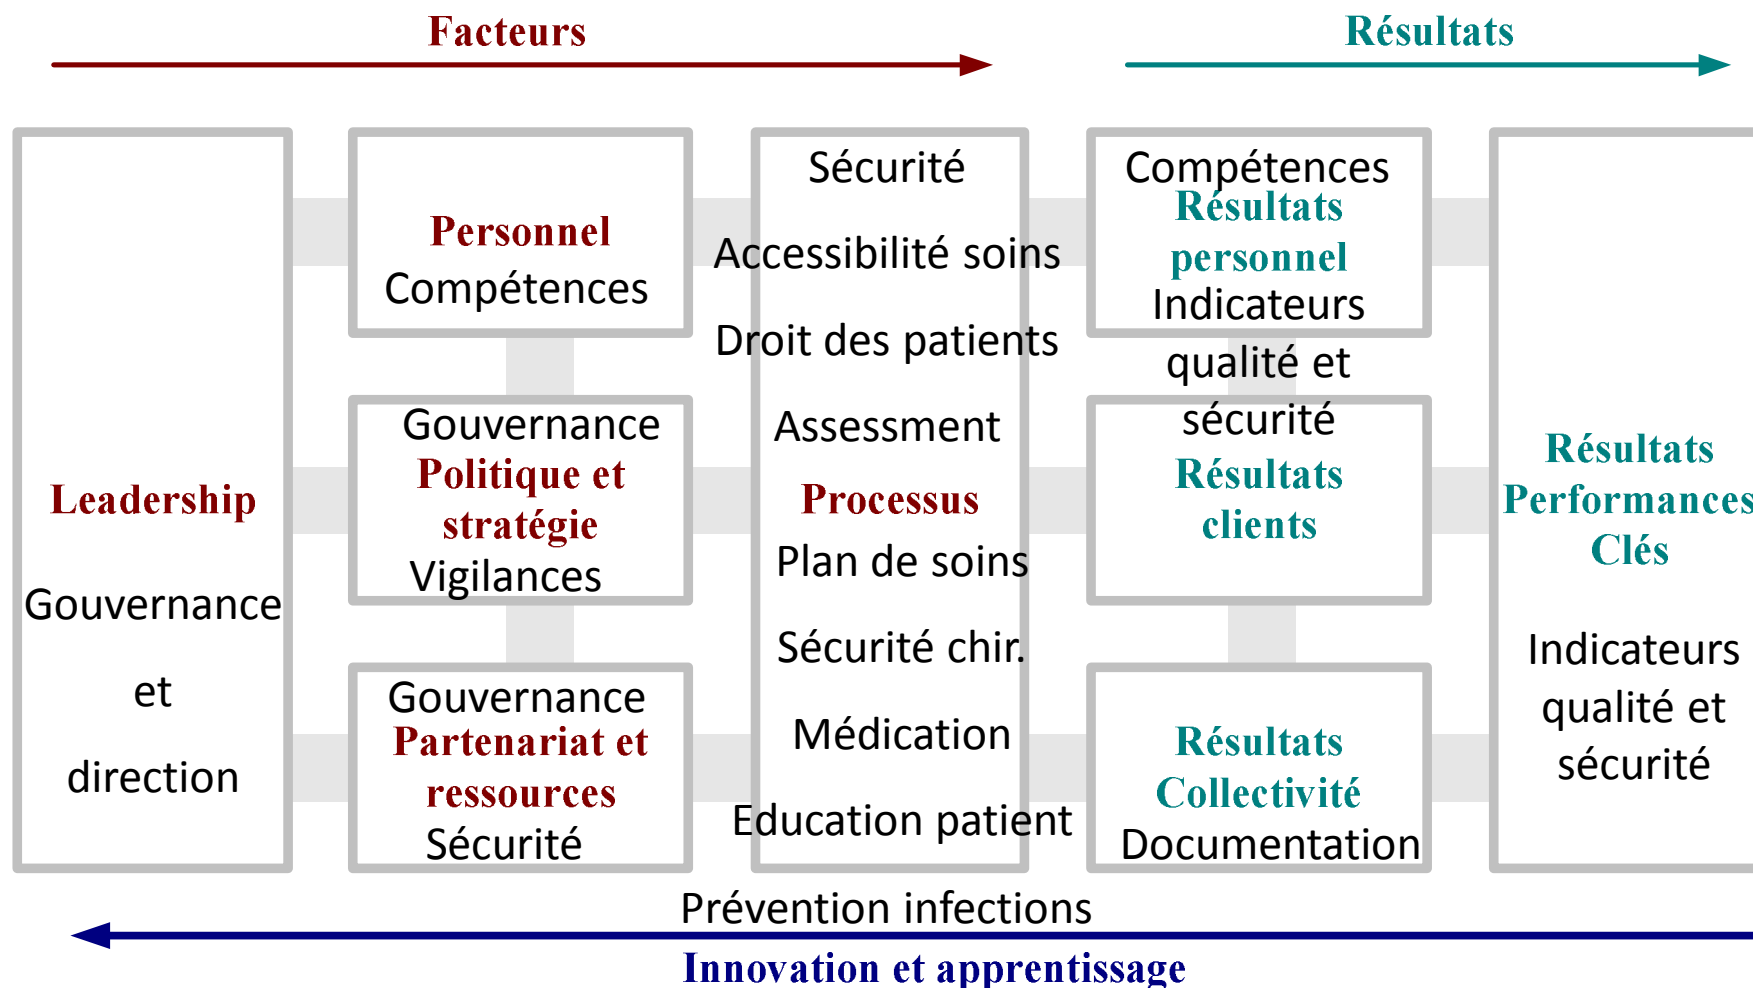 Facteurs
Résultats
Leadership
Gouvernance
et
direction
Personnel
Compétences
Gouvernance
Politique et
stratégie
Vigilances
Gouvernance
Partenariat et
ressources
Sécurité
Sécurité
Accessibilité soins
Droit des patients
Assessment
Processus
Plan de soins
Sécurité chir.
Médication
Education patient
Prévention infections
Compétences
Résultats
personnel
Indicateurs
qualité et
sécurité
Résultats
clients
Résultats
Collectivité
Documentation
Résultats
Performances
Clés
Indicateurs
qualité et
sécurité
Innovation et apprentissage